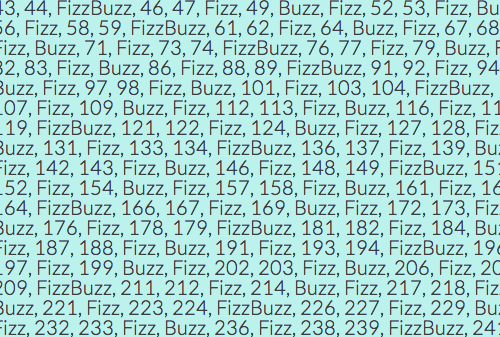 43, 44, FizzBuzz, 46, 47, Fizz, 49, Buzz, Fizz, 52, 53, Fizz, Bu
56, Fizz, 58, 59, FizzBuzz, 61, 62, Fizz, 64, Buzz, Fizz, 67, 68
Fizz, Buzz, 71, Fizz, 73, 74, FizzBuzz, 76, 77, Fizz, 79, Bu
82, 83, Fizz, Buzz, 86, Fizz, 88, 89, FizzBuzz, 91, 92, Fizz, 94
Buzz, Fizz, 97, 98, Fizz, Buzz, 101, Fizz, 103, 104, FizzBuzz,
107, Fizz, 109, Buzz, Fizz, 112, 113, Fizz, Buzz, 116, Fizz, 11
119, FizzBuzz, 121, 122, Fizz, 124, Buzz, Fizz, 127, 128, Fi
Buzz, 131, Fizz, 133, 134, FizzBuzz, 136, 137, Fizz, 139, Bu
Fizz, 142, 143, Fizz, Buzz, 146, Fizz, 148, 149, FizzBuzz, 151
152, Fizz, 154, Buzz, Fizz, 157, 158, Fizz, Buzz, 161, Fizz, 16
164, FizzBuzz, 166, 167, Fizz, 169, Buzz, Fizz, 172, 173, Fiz
Buzz, 176, Fizz, 178, 179, FizzBuzz, 181, 182, Fizz, 184, Bu
Fizz, 187, 188, Fizz, Buzz, 191, Fizz, 193, 194, FizzBuzz, 196
197, Fizz, 199, Buzz, Fizz, 202, 203, Fizz, Buzz, 206, Fizz, 20
209, FizzBuzz, 211, 212, Fizz, 214, Buzz, Fizz, 217, 218, Fiz
Buzz, 221, Fizz, 223, 224, FizzBuzz, 226, 227, Fizz, 229, Bu
Fizz, 232, 233, Fizz, Buzz, 236, Fizz, 238, 239, FizzBuzz, 241